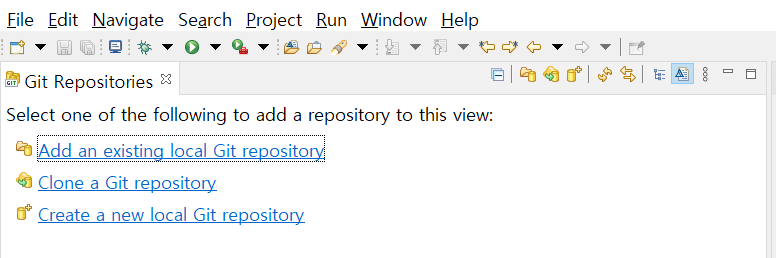 File Edit Navigate Search Project Run Window Help
Git Repositories
Select one of the following to add a repository to this view:
Add an existing local Git repository
Clone a Git repository
Create a new local Git repository